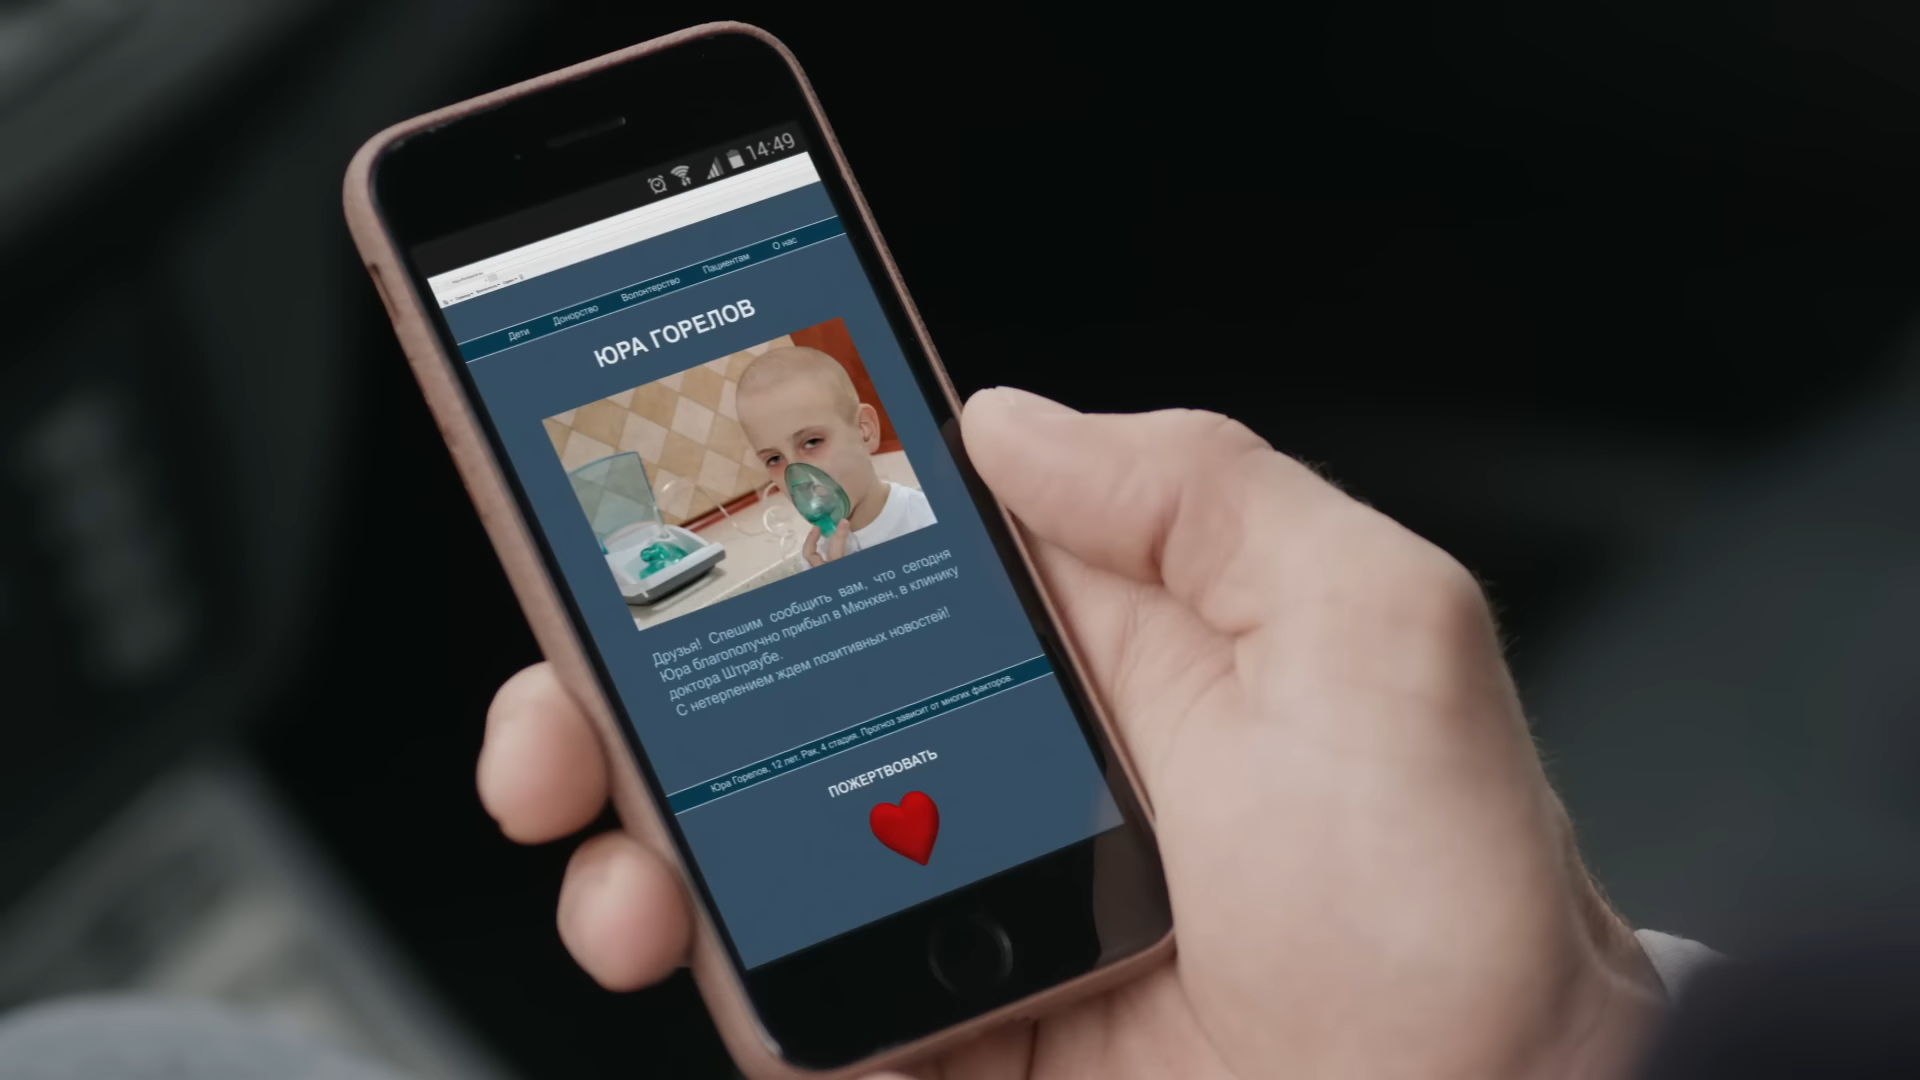 14:49
Дети Донорство Волонтерство Пациентам О нас
ЮРА ГОРЕЛОВ
Друзья! Спешим сообщить вам, что сегодня
Юра благополучно прибыл в Мюнхен, в клинику
доктора Штраубе.
С нетерпением ждем позитивных новостей!
Юра Горелов, 12 лет. Рак, 4 стадия. Прогноз зависит от многих факторов.
ПОЖЕРТВОВАТЬ